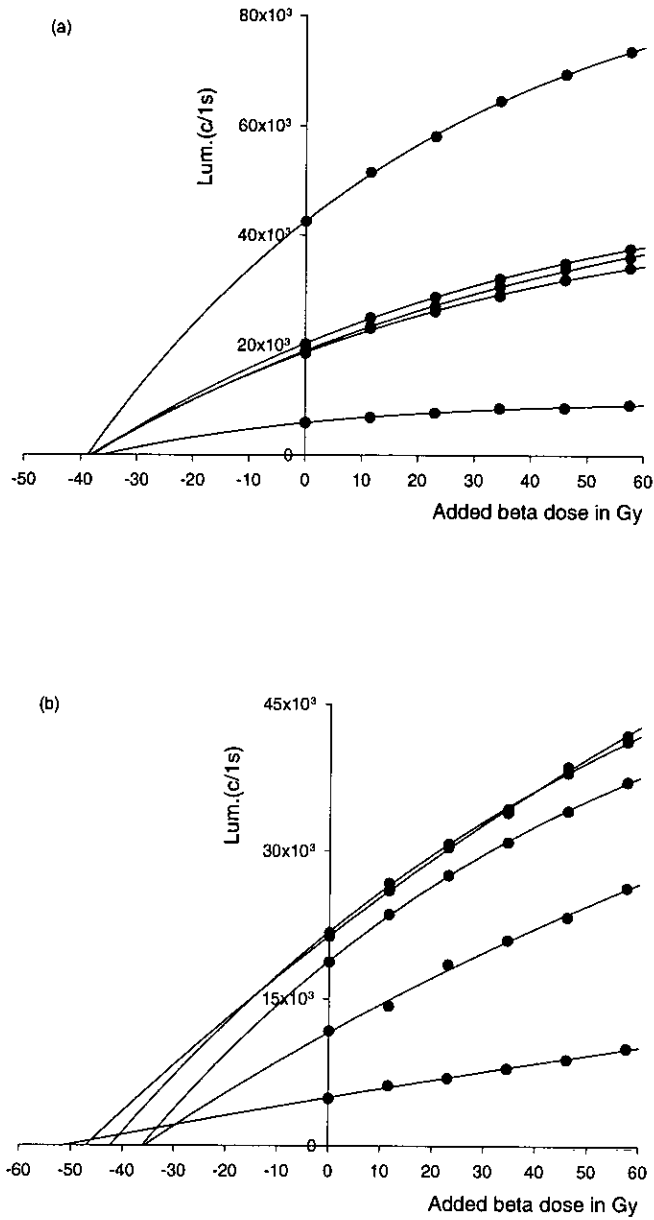 (a)
80x10³
60x10³
40x10³
20x10³
0
Lum.(c/1s)
-50 -40 -30 -20 -10 0 10 20 30 40 50 60
Added beta dose in Gy
(b)
45x10³
30x10³
15x10³
0
Lum.(c/1s)
-60 -50 -40 -30 -20 -10 0 10 20 30 40 50 60
Added beta dose in Gy